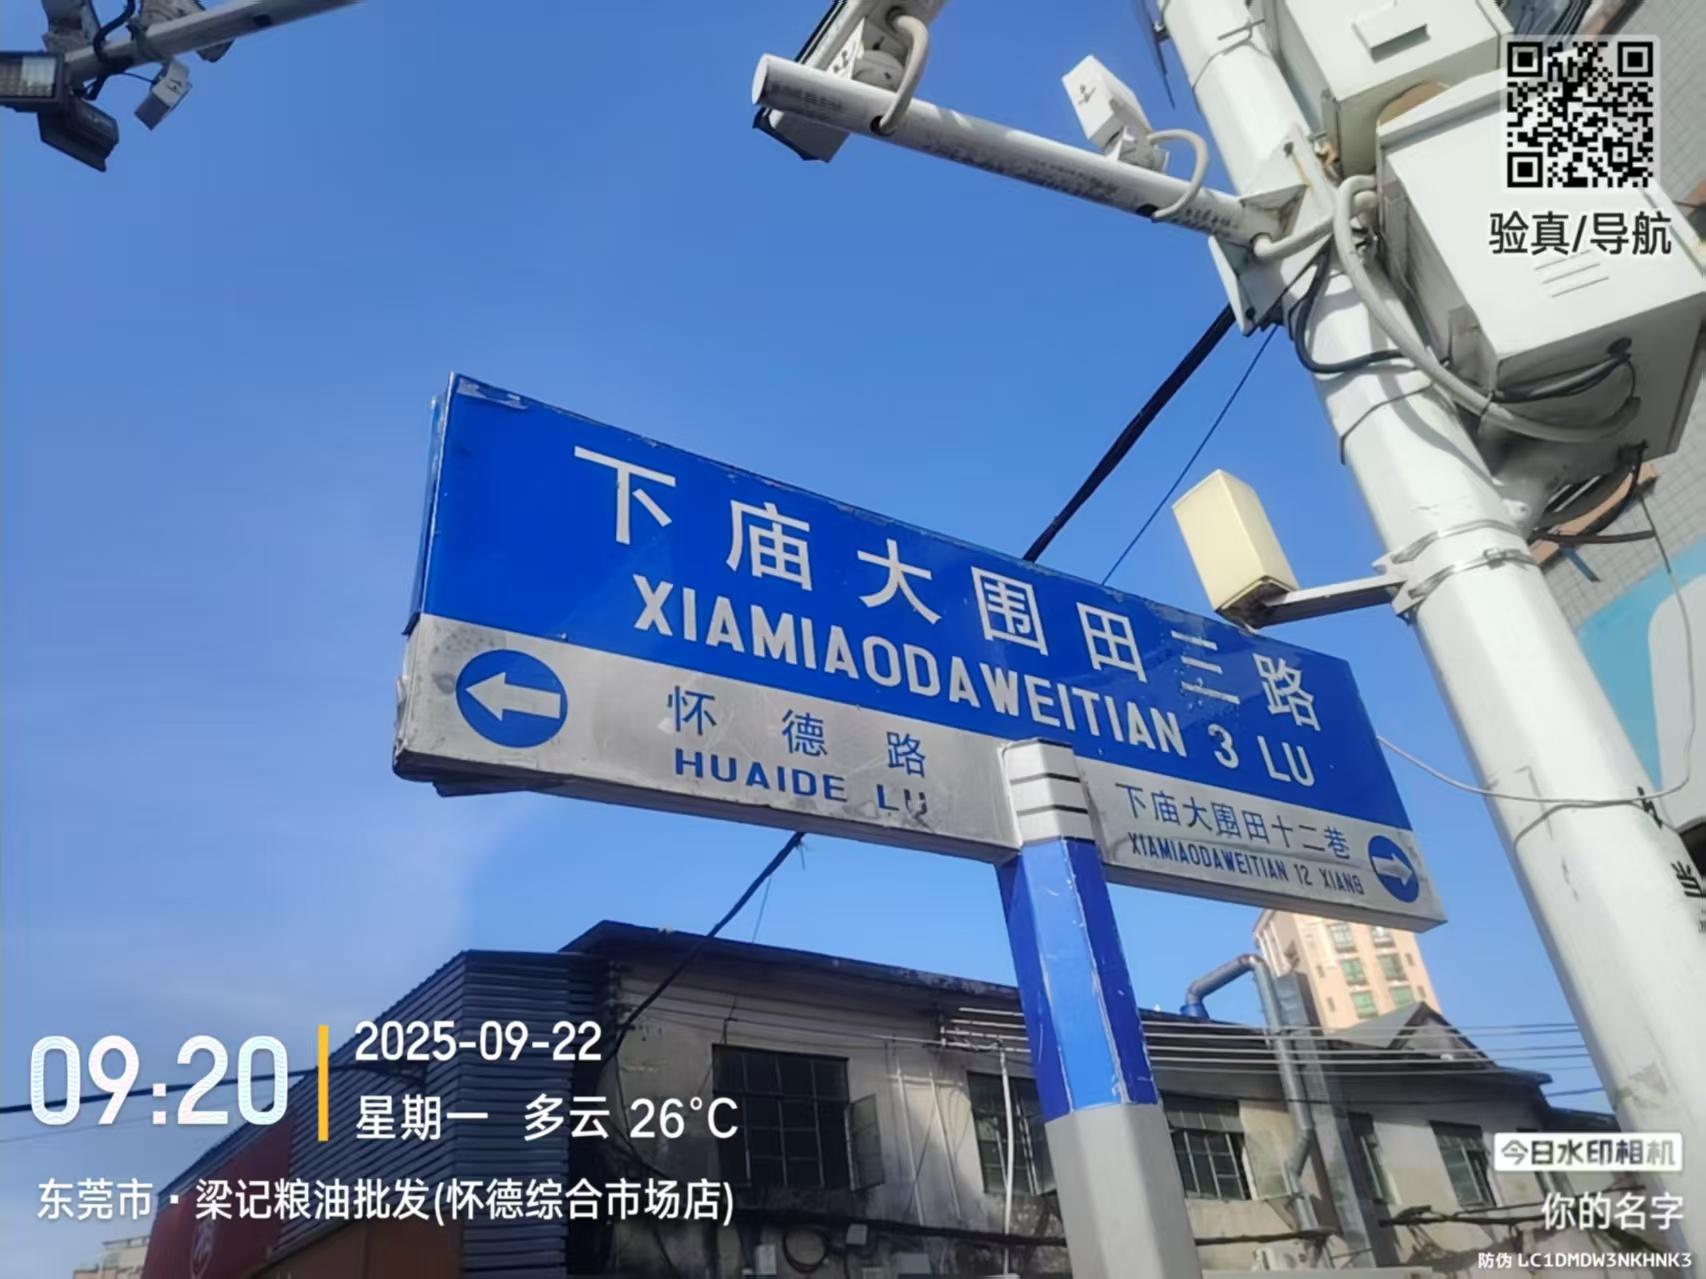 验真/导航
下庙大围田三路
XIAMIAODAWEITIAN 3 LU
怀德路
HUAIDE LU
下庙大围田十二巷
XIAMIAODAWEITIAN 12 XIANG
09:20
2025-09-22
星期一 多云 26°C
东莞市·梁记粮油批发(怀德综合市场店)
今日水印相机
你的名字
防伪 LC1DMDW3NKHNK3